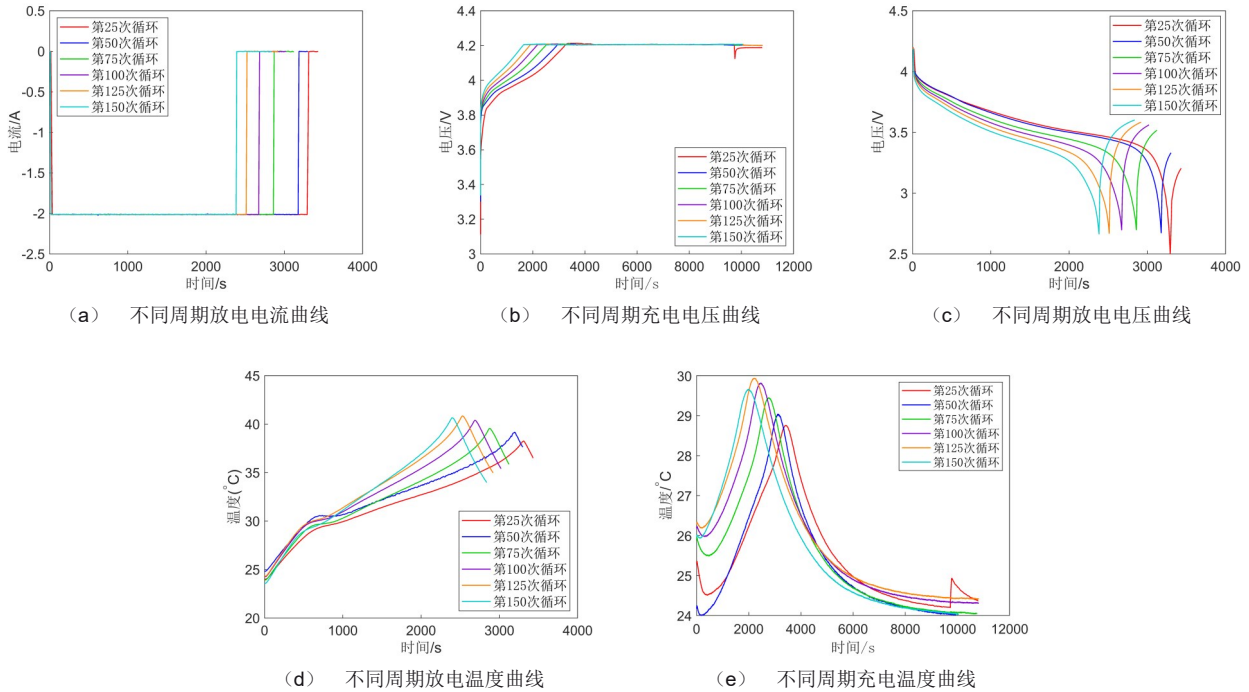 0.5
0
-0.5
-1
-1.5
-2
-2.5
电流/A
0
1000
2000
3000
4000
时间/s
第25次循环
第50次循环
第75次循环
第100次循环
第125次循环
第150次循环
(a) 不同周期放电电流曲线
4.4
4.2
4
3.8
3.6
3.4
3.2
3
电压/V
0
2000
4000
6000
8000
10000
12000
时间/s
第25次循环
第50次循环
第75次循环
第100次循环
第125次循环
第150次循环
(b) 不同周期充电电压曲线
4.5
4
3.5
3
2.5
电压/V
0
1000
2000
3000
4000
时间/s
第25次循环
第50次循环
第75次循环
第100次循环
第125次循环
第150次循环
(c) 不同周期放电电压曲线
45
40
35
30
25
20
温度(°C)
0
1000
2000
3000
4000
时间/s
第25次循环
第50次循环
第75次循环
第100次循环
第125次循环
第150次循环
(d) 不同周期放电温度曲线
30
29
28
27
26
25
24
温度/°C
0
2000
4000
6000
8000
10000
12000
时间/s
第25次循环
第50次循环
第75次循环
第100次循环
第125次循环
第150次循环
(e) 不同周期充电温度曲线